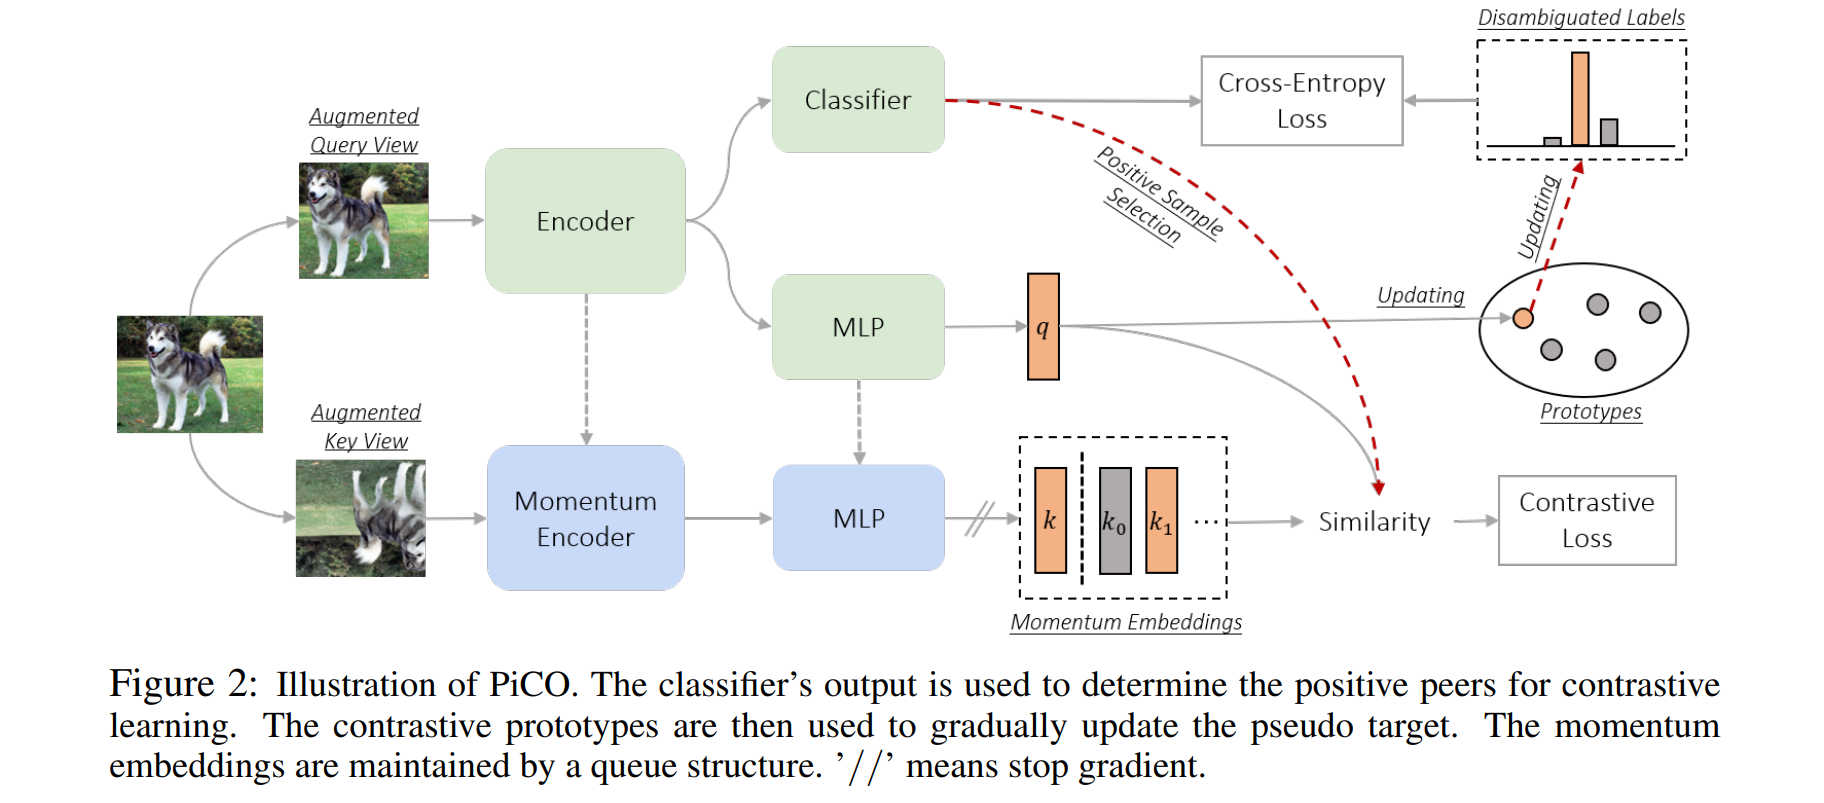 Disambiguated Labels
Classifier
Cross-Entropy
Loss
Augmented
Query View
Positive Sample
Selection
Updating
Encoder
MLP
q
Updating
Prototypes
Augmented
Key View
Momentum
Encoder
MLP
k
k₀
k₁
...
Similarity
Contrastive
Loss
Momentum Embeddings
Figure 2: Illustration of PiCO. The classifier's output is used to determine the positive peers for contrastive
learning. The contrastive prototypes are then used to gradually update the pseudo target. The momentum
embeddings are maintained by a queue structure. ’//’ means stop gradient.